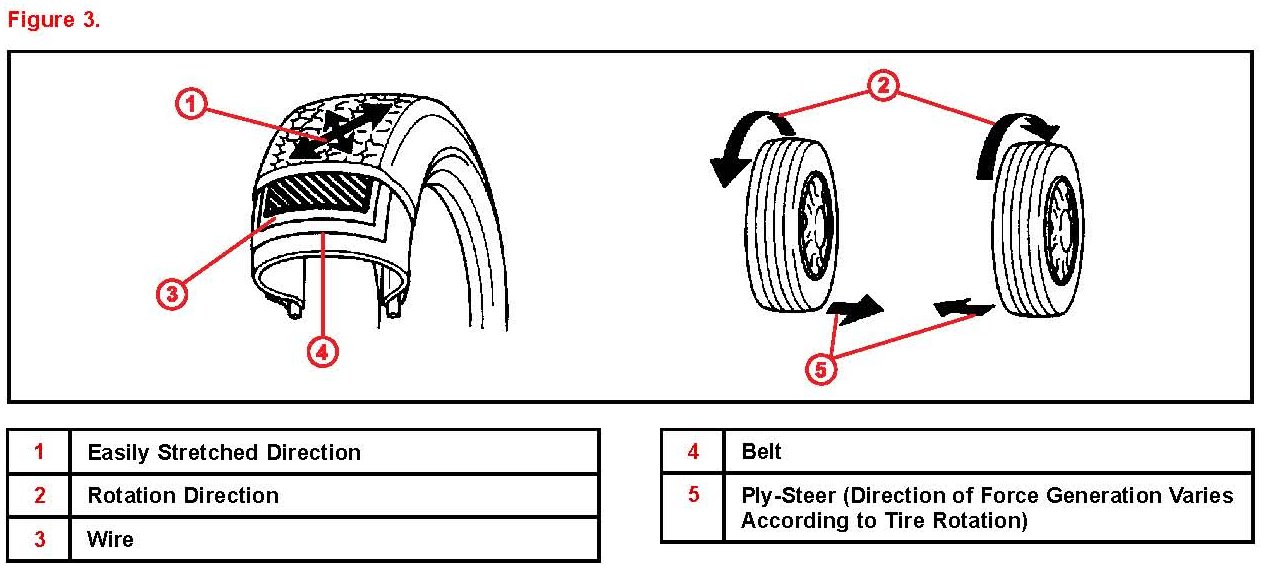 Figure 3.
1
2
2
3
4
5
1 Easily Stretched Direction
2 Rotation Direction
3 Wire
4 Belt
5 Ply-Steer (Direction of Force Generation Varies
According to Tire Rotation)